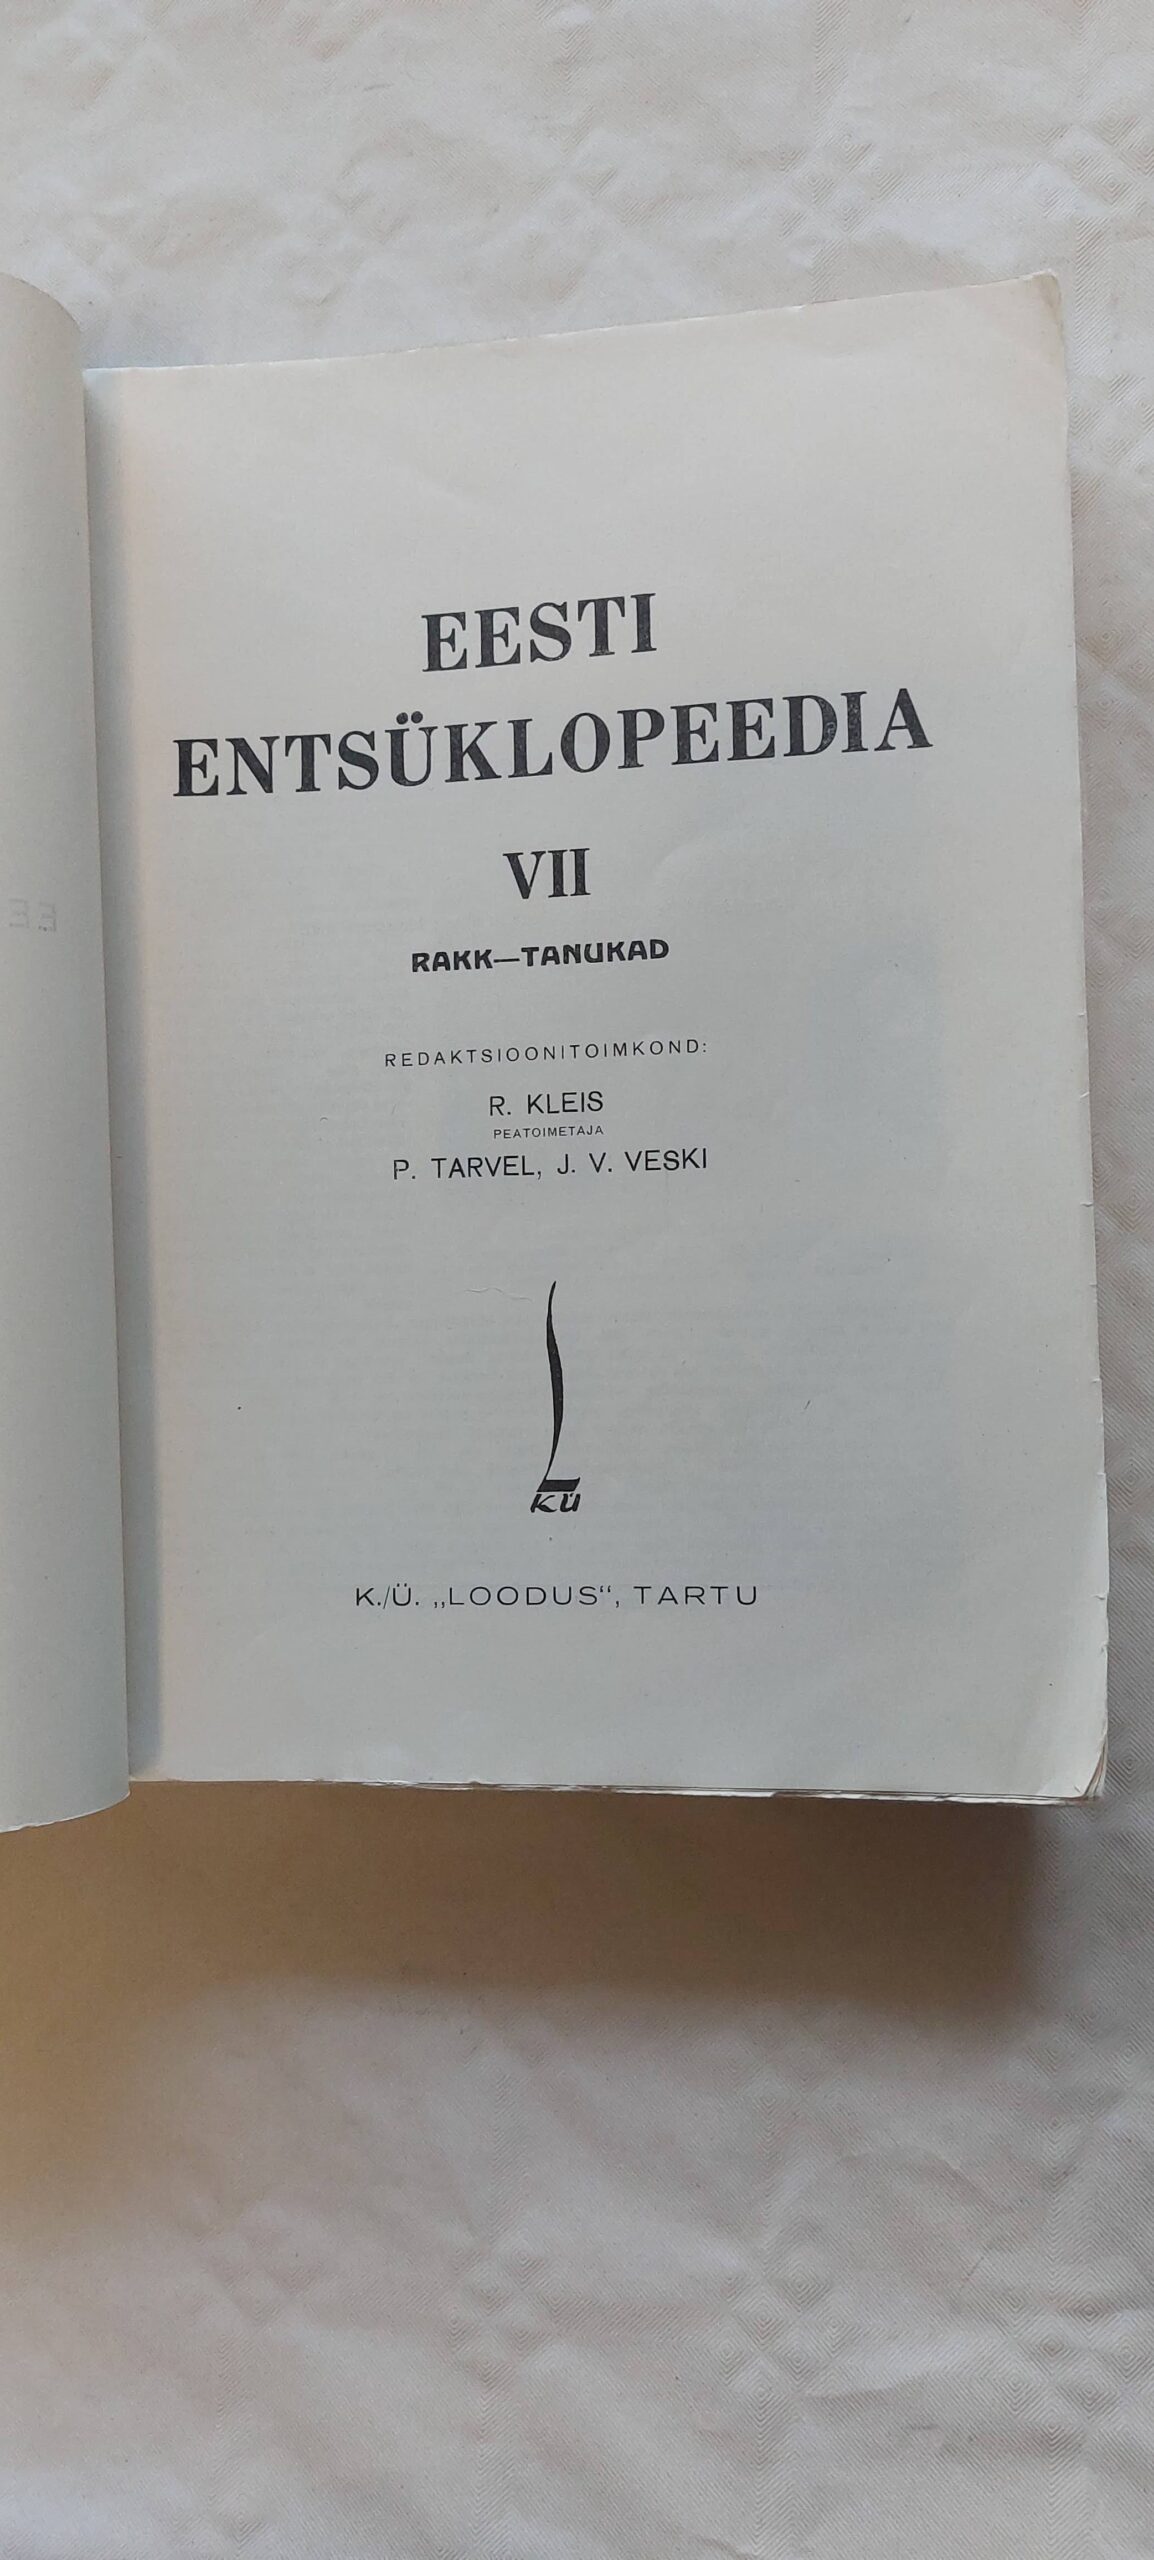 EESTI
ENTSÜKLOPEEDIA
VII
RAKK—TANUKAD
REDAKTSIOONITOIMKOND:
R. KLEIS
PEATOIMETAJA
P. TARVEL, J. V. VESKI
L
KÜ
K./Ü. „LOODUS“, TARTU